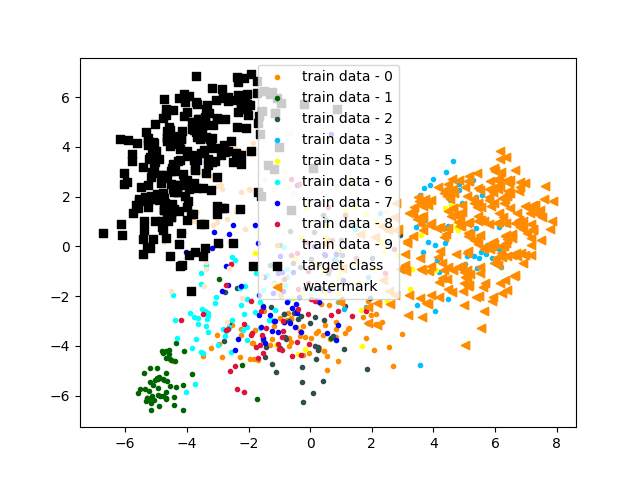 6
4
2
0
−2
−4
−6
−6
−4
−2
0
2
4
6
8
train data - 0
train data - 1
train data - 2
train data - 3
train data - 5
train data - 6
train data - 7
train data - 8
train data - 9
target class
watermark